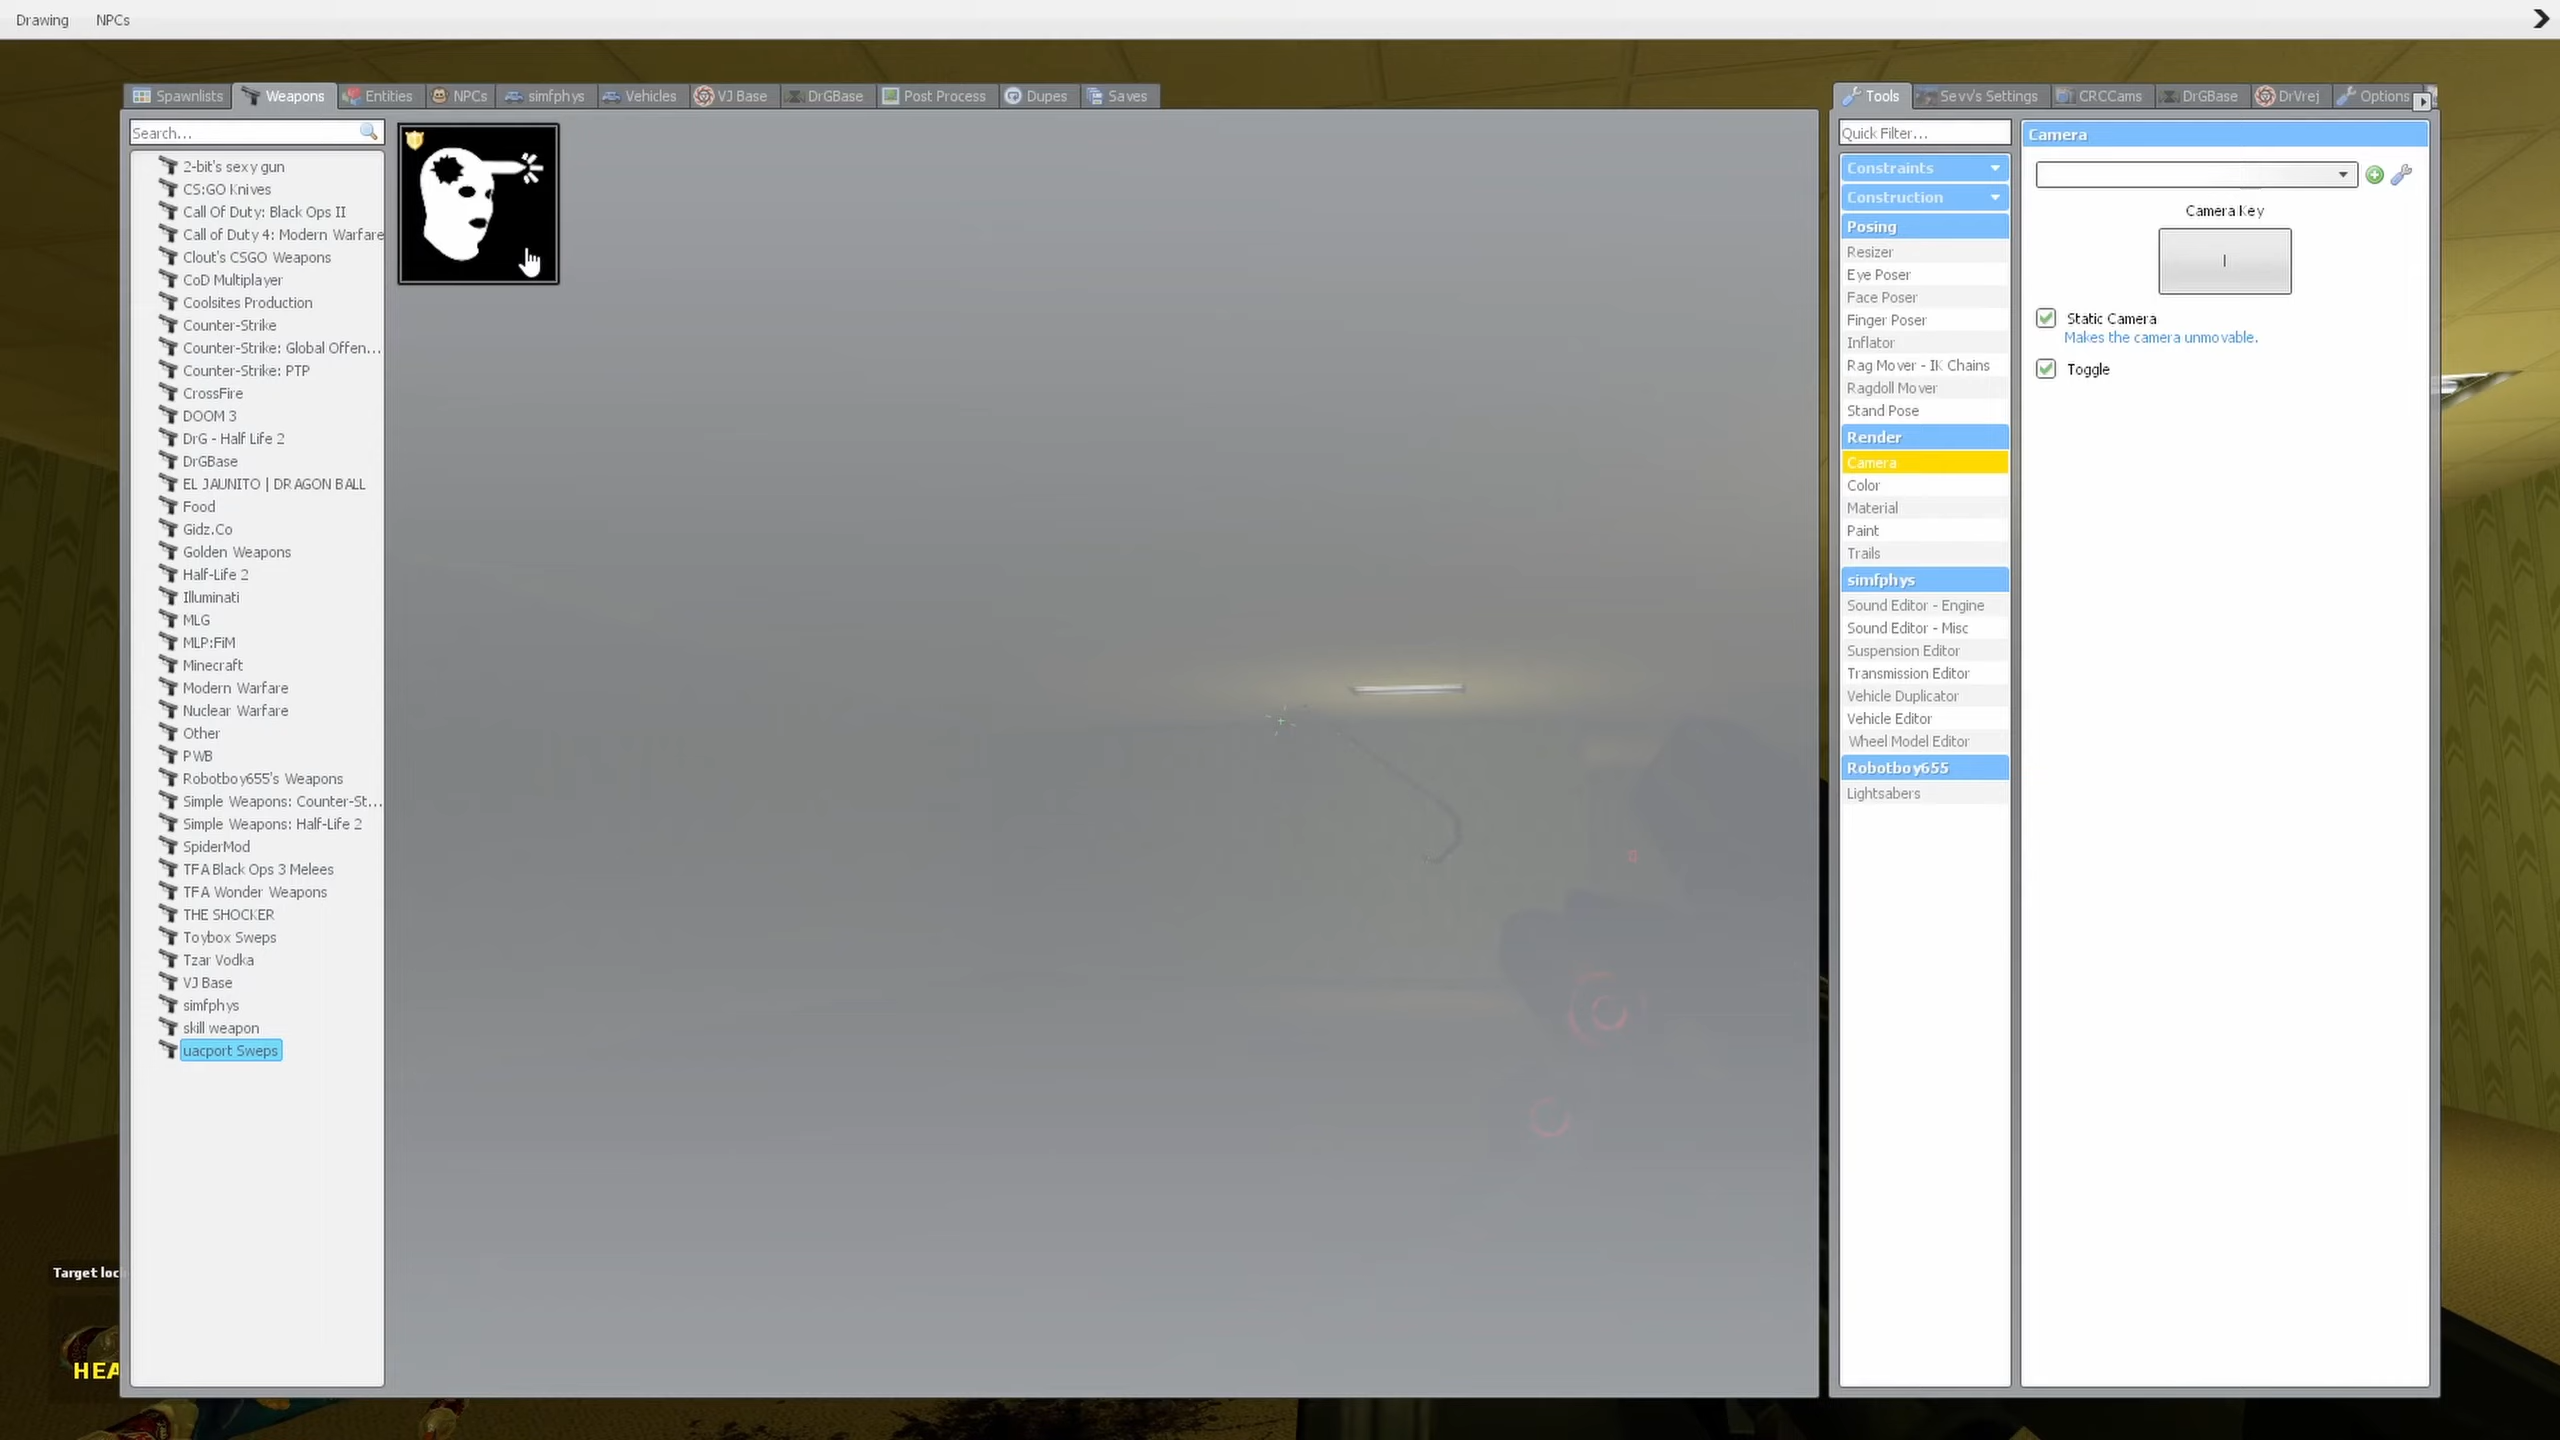 Drawing NPCs
Spawnlists Weapons Entities NPCs simfphys Vehicles VJ Base DrGBase Post Process Dupes Saves
Search...
2-bit's sexy gun
CS:GO Knives
Call Of Duty: Black Ops II
Call of Duty 4: Modern Warfare
Clout's CSGO Weapons
CoD Multiplayer
Coolsites Production
Counter-Strike
Counter-Strike: Global Offen...
Counter-Strike: PTP
CrossFire
DOOM 3
DrG - Half Life 2
DrGBase
EL JAUNITO | DRAGON BALL
Food
Gidz.Co
Golden Weapons
Half-Life 2
Illuminati
MLG
MLP:FiM
Minecraft
Modern Warfare
Nuclear Warfare
Other
PWB
Robotboy655's Weapons
Simple Weapons: Counter-St...
Simple Weapons: Half-Life 2
SpiderMod
TFA Black Ops 3 Melees
TFA Wonder Weapons
THE SHOCKER
Toybox Sweps
Tzar Vodka
VJ Base
simfphys
skill weapon
uacport Sweps
Target loc
HEA
Tools Sevv's Settings CRCCams DrGBase DrVrej Options
Quick Filter...
Constraints
Construction
Posing
Resizer
Eye Poser
Face Poser
Finger Poser
Inflator
Rag Mover - IK Chains
Ragdoll Mover
Stand Pose
Render
Camera
Color
Material
Paint
Trails
simfphys
Sound Editor - Engine
Sound Editor - Misc
Suspension Editor
Transmission Editor
Vehicle Duplicator
Vehicle Editor
Wheel Model Editor
Robotboy655
Lightsabers
Camera
Camera Key
I
Static Camera
Makes the camera unmovable.
Toggle